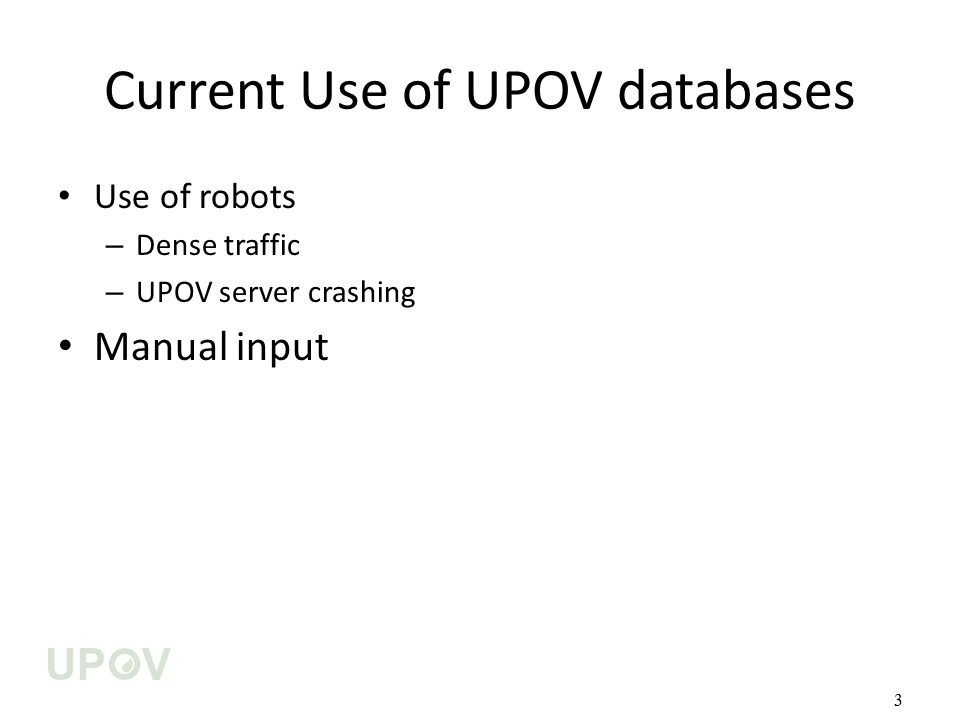 Current Use of UPOV databases
• Use of robots
– Dense traffic
– UPOV server crashing
• Manual input
UPOV
3